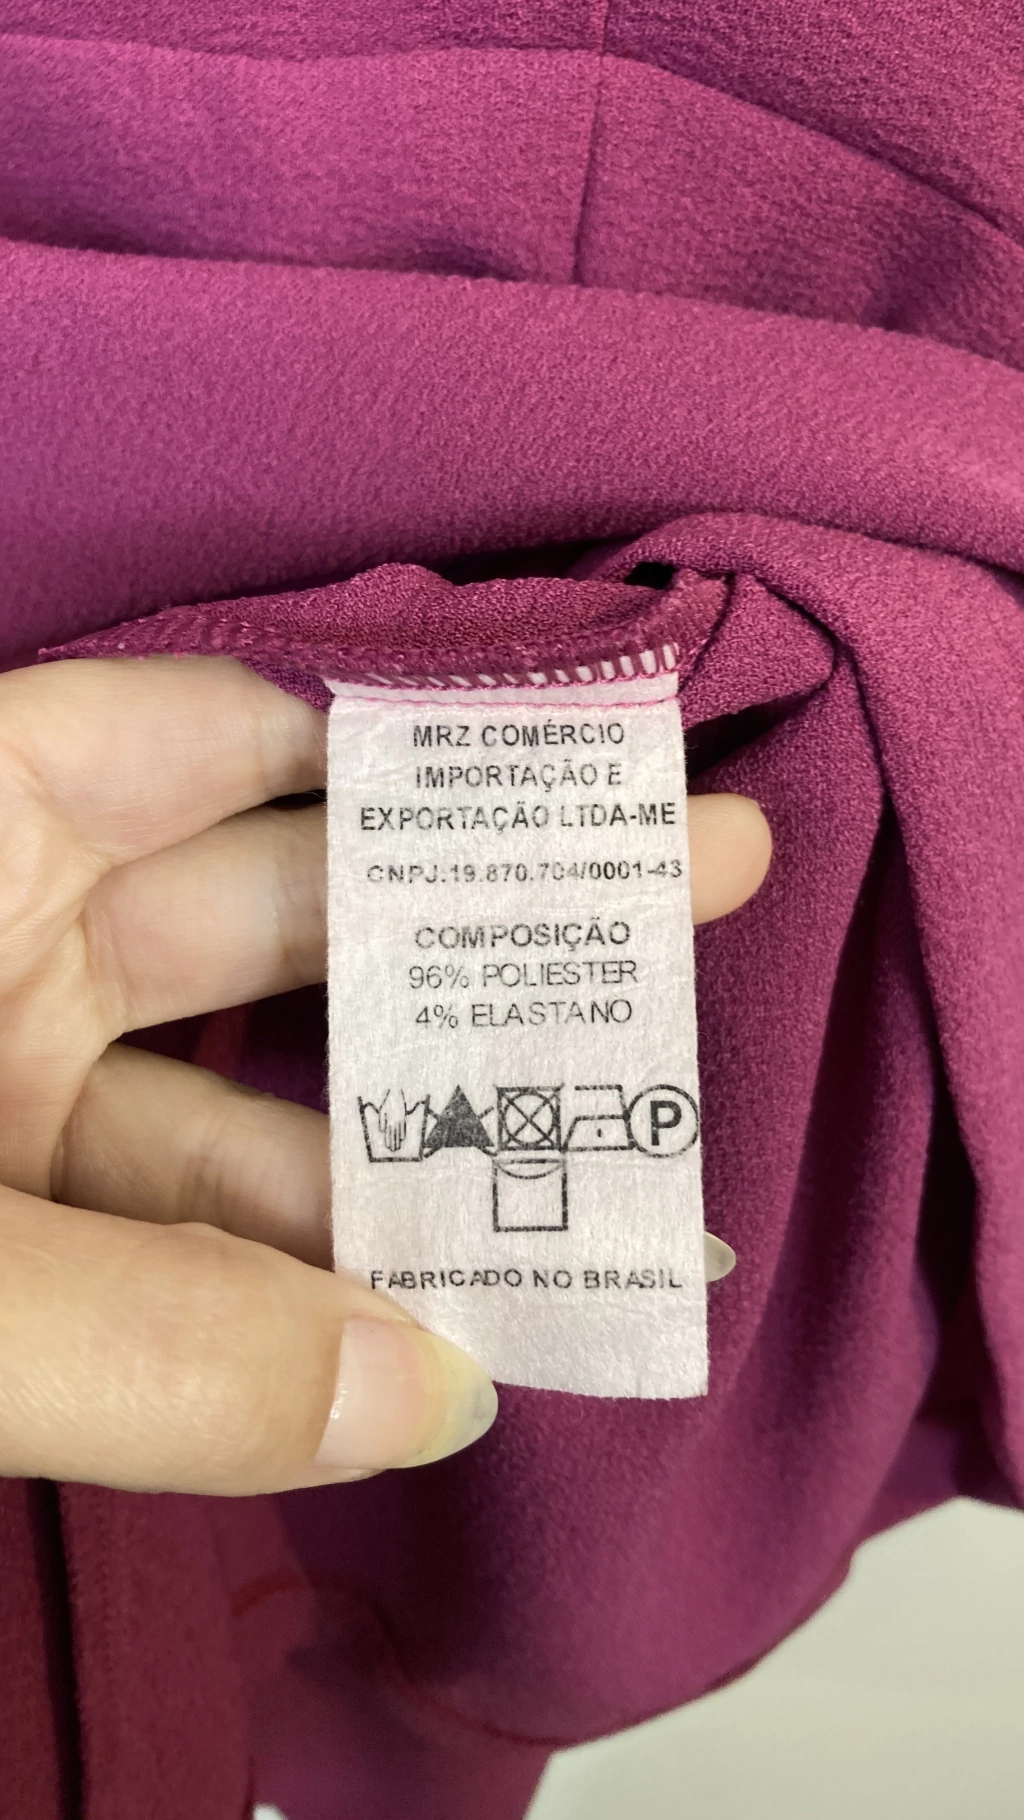 MRZ COMÉRCIO
IMPORTAÇÃO E
EXPORTAÇÃO LTDA-ME
CNPJ:19.870.704/0001-43
COMPOSIÇÃO
96% POLIESTER
4% ELASTANO
P
FABRICADO NO BRASIL